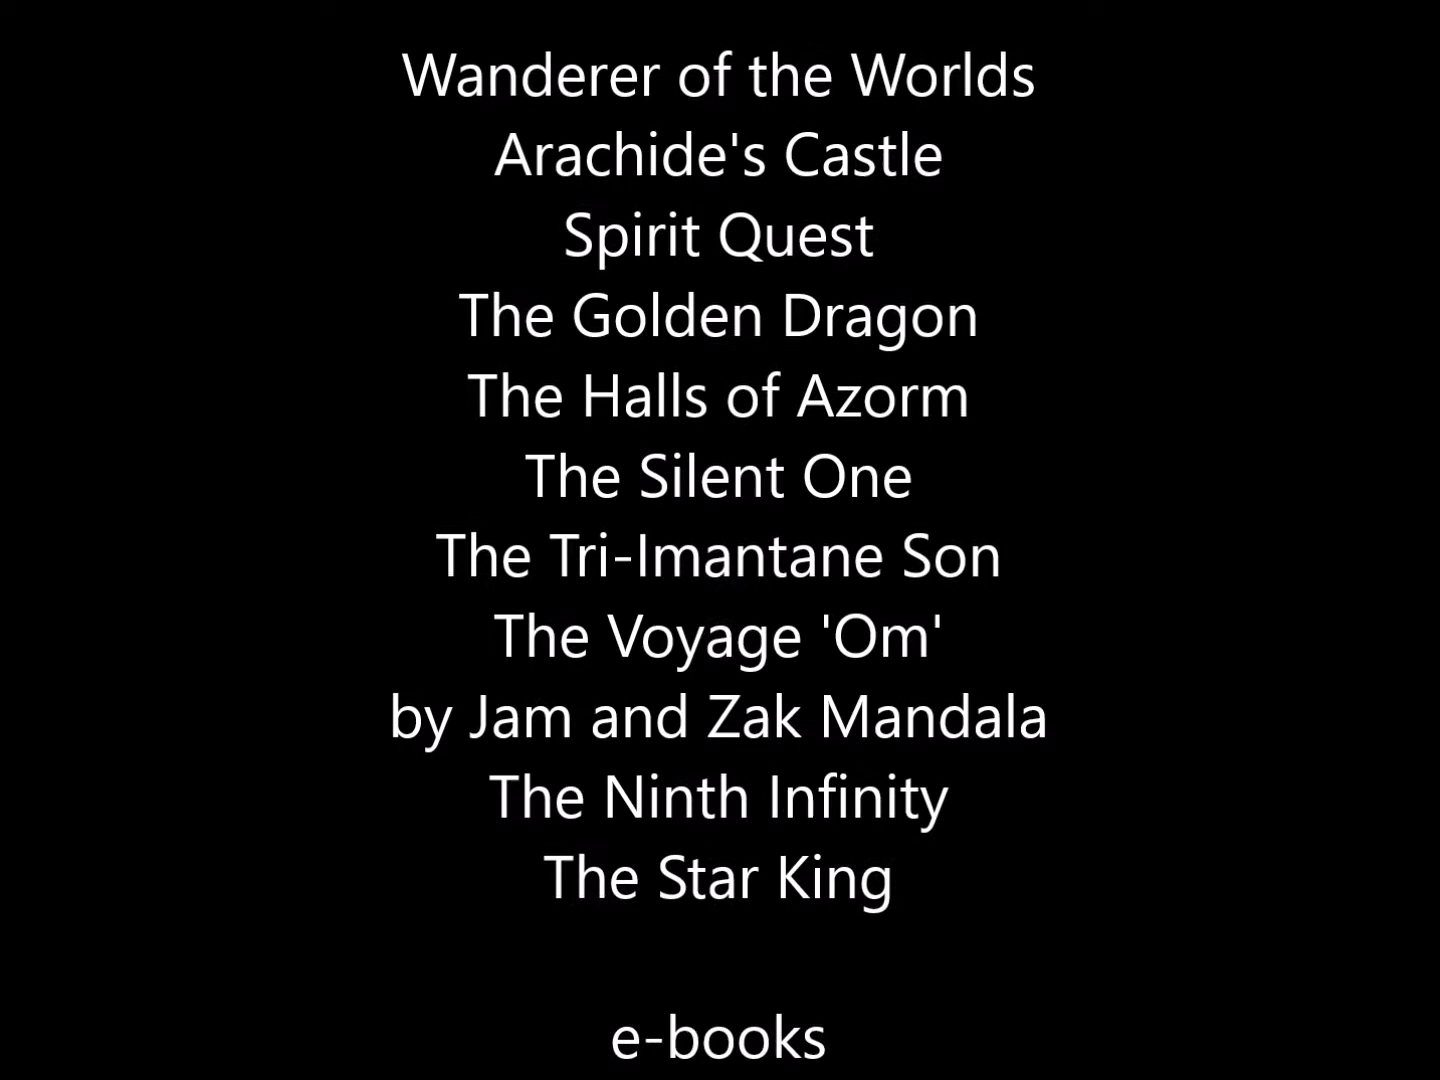 Wanderer of the Worlds
Arachide's Castle
Spirit Quest
The Golden Dragon
The Halls of Azorm
The Silent One
The Tri-Imantane Son
The Voyage 'Om'
by Jam and Zak Mandala
The Ninth Infinity
The Star King
e-books